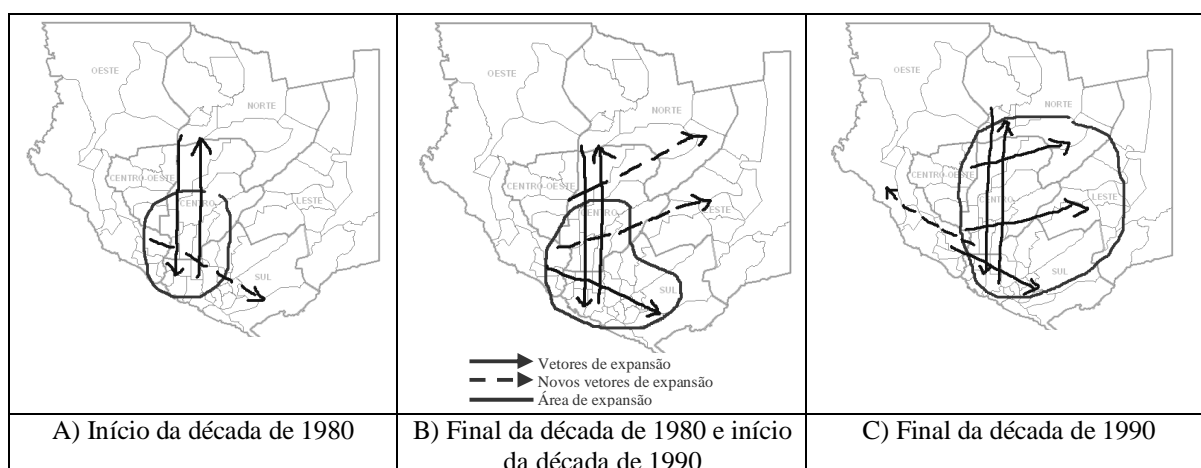 OESTE
NORTE
CENTRO-OESTE
CENTRO
LESTE
SUL
A) Início da década de 1980
OESTE
NORTE
CENTRO-OESTE
CENTRO
LESTE
SUL
Vetores de expansão
Novos vetores de expansão
Área de expansão
B) Final da década de 1980 e início
da década de 1990
OESTE
NORTE
CENTRO-OESTE
CENTRO
LESTE
SUL
C) Final da década de 1990